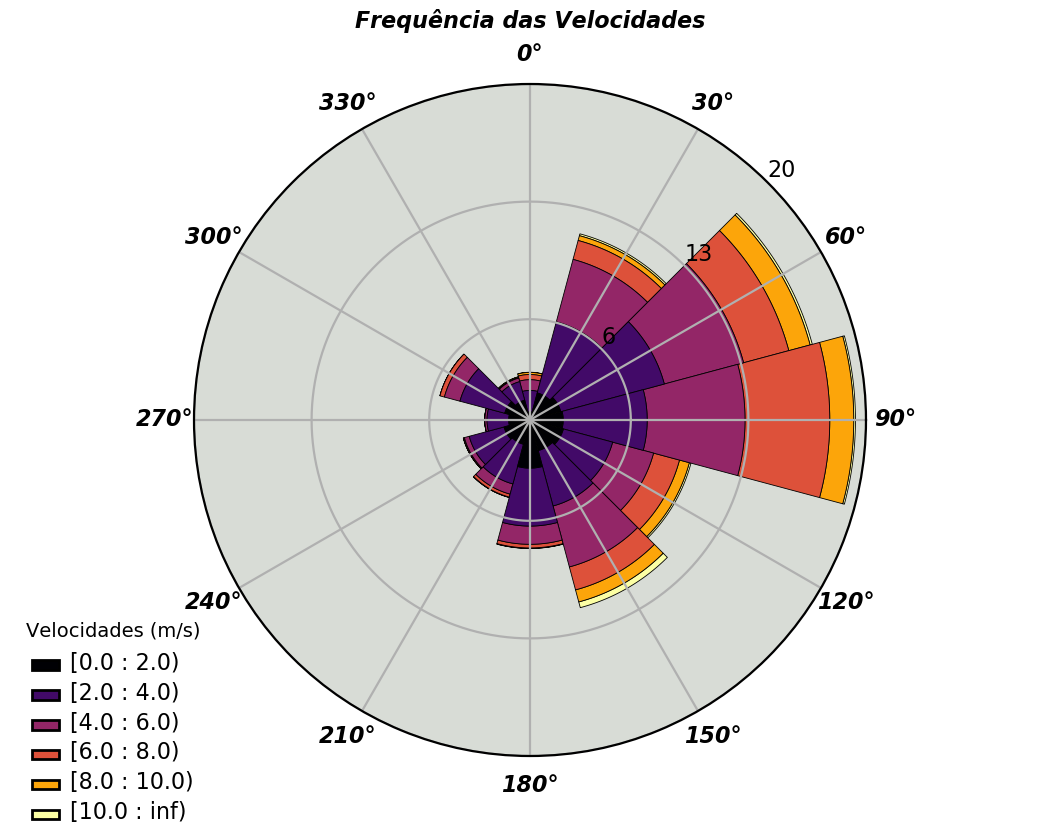 Frequência das Velocidades
0°
30°
60°
90°
120°
150°
180°
210°
240°
270°
300°
330°
6
13
20
Velocidades (m/s)
[0.0 : 2.0)
[2.0 : 4.0)
[4.0 : 6.0)
[6.0 : 8.0)
[8.0 : 10.0)
[10.0 : inf)